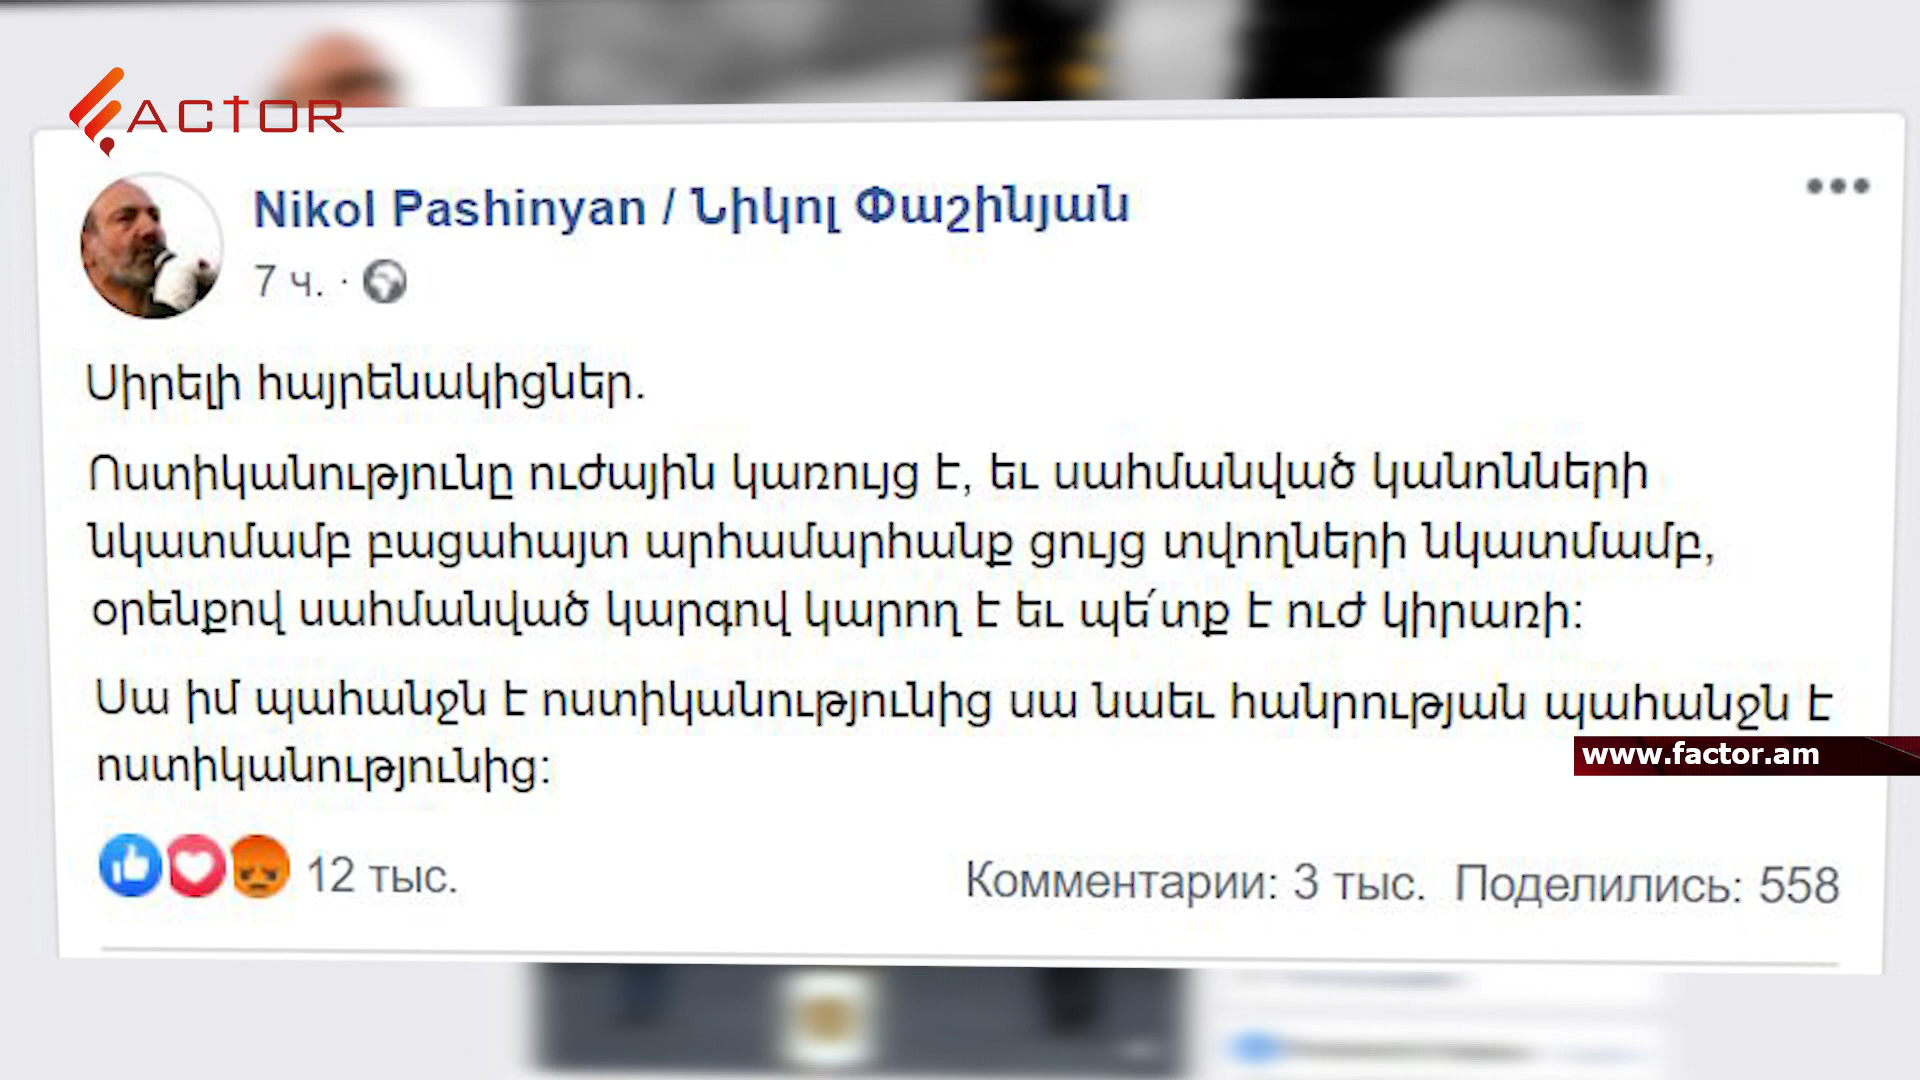 FACTOR
Nikol Pashinyan / Նիկոլ Փաշինյան
7 ч. ·
Սիրելի հայրենակիցներ.
Ոստիկանությունը ուժային կառույց է, եւ սահմանված կանոնների
նկատմամբ բացահայտ արհամարհանք ցույց տվողների նկատմամբ,
օրենքով սահմանված կարգով կարող է եւ պե՛տք է ուժ կիրառի:
Սա իմ պահանջն է ոստիկանությունից սա նաեւ հանրության պահանջն է
ոստիկանությունից:
www.factor.am
12 тыс.
Комментарии: 3 тыс. Поделились: 558